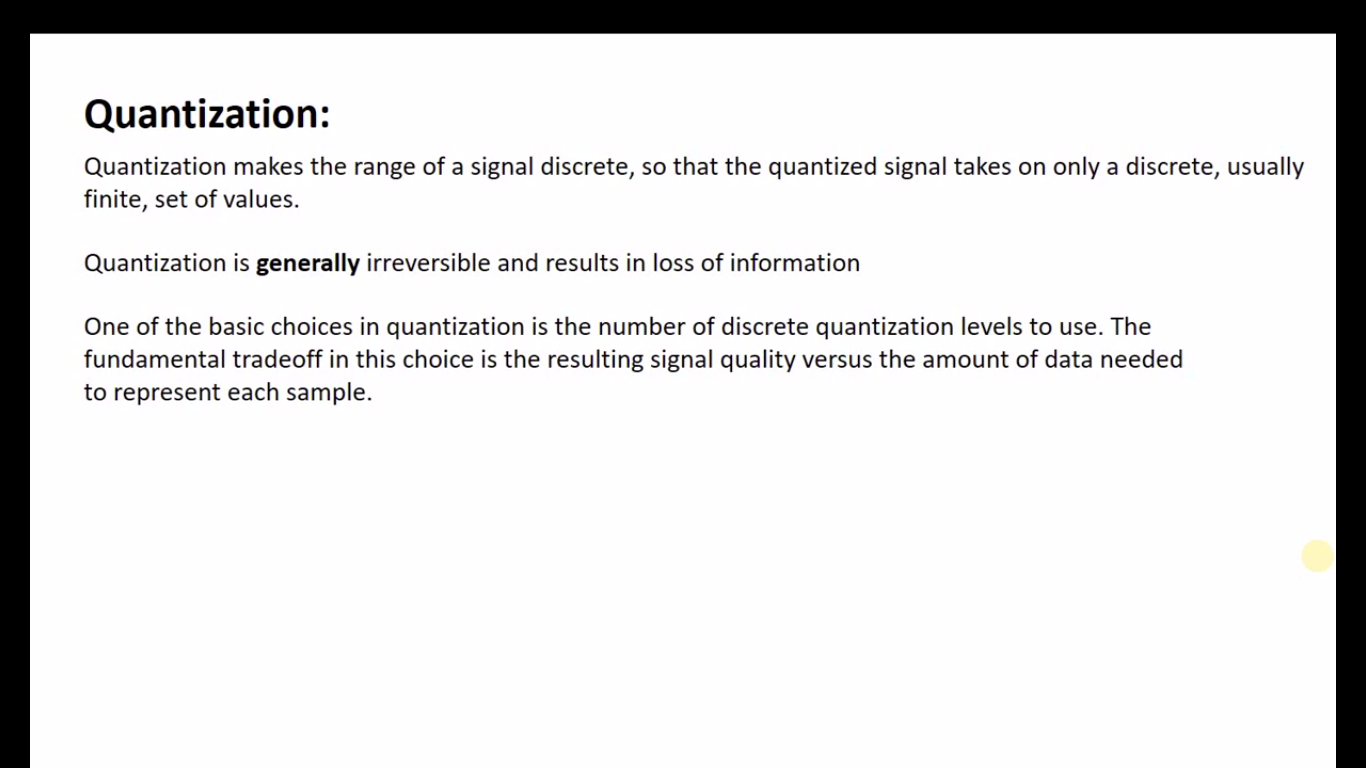 Quantization:
Quantization makes the range of a signal discrete, so that the quantized signal takes on only a discrete, usually
finite, set of values.
Quantization is generally irreversible and results in loss of information
One of the basic choices in quantization is the number of discrete quantization levels to use. The
fundamental tradeoff in this choice is the resulting signal quality versus the amount of data needed
to represent each sample.